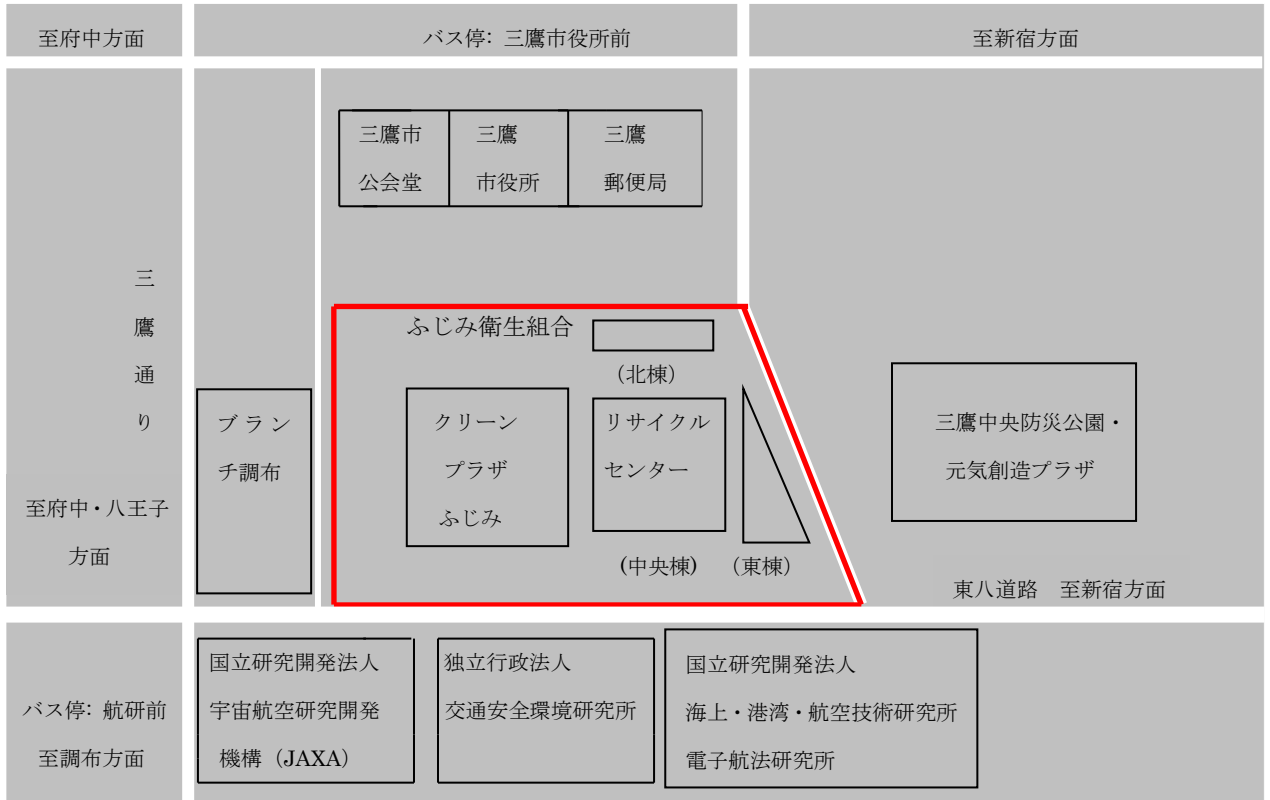 至府中方面
バス停: 三鷹市役所前
至新宿方面
三鷹市
公会堂
三鷹
市役所
三鷹
郵便局
三鷹通り
ふじみ衛生組合
(北棟)
ブラン
チ調布
クリーン
プラザ
ふじみ
リサイクル
センター
(中央棟)
(東棟)
三鷹中央防災公園・
元気創造プラザ
至府中・八王子
方面
東八道路 至新宿方面
バス停: 航研前
至調布方面
国立研究開発法人
宇宙航空研究開発
機構(JAXA)
独立行政法人
交通安全環境研究所
国立研究開発法人
海上・港湾・航空技術研究所
電子航法研究所